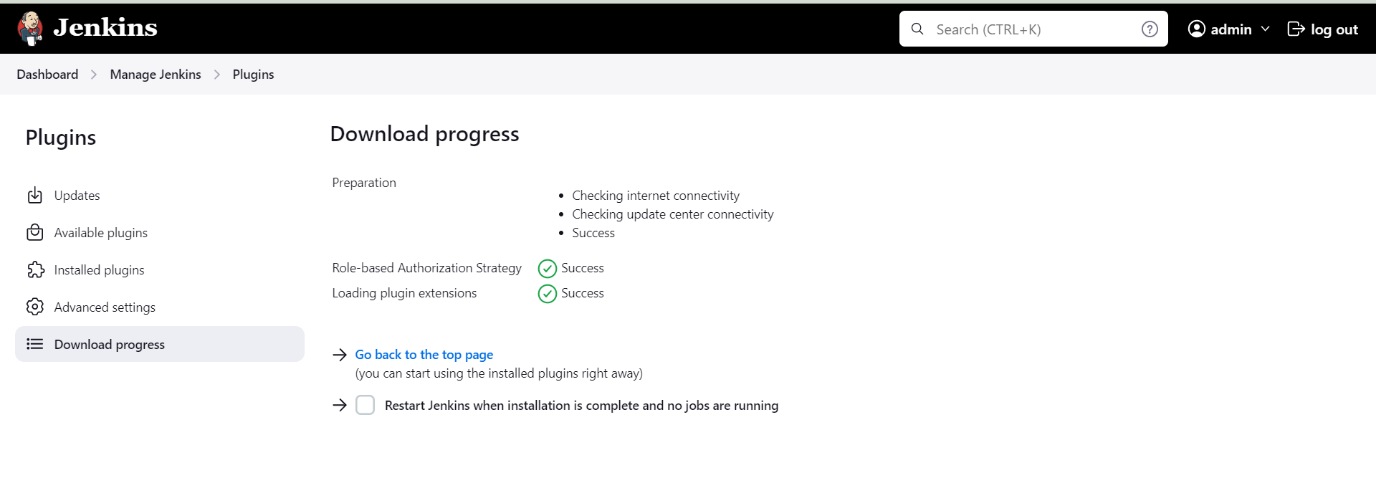 Jenkins
Search (CTRL+K)
admin
log out
Dashboard
Manage Jenkins
Plugins
Plugins
Updates
Available plugins
Installed plugins
Advanced settings
Download progress
Download progress
Preparation
Checking internet connectivity
Checking update center connectivity
Success
Role-based Authorization Strategy
Success
Loading plugin extensions
Success
Go back to the top page
(you can start using the installed plugins right away)
Restart Jenkins when installation is complete and no jobs are running